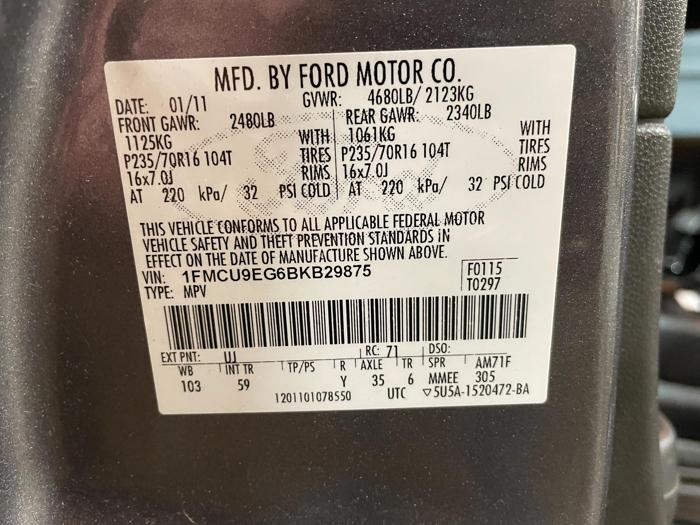 MFD. BY FORD MOTOR CO.
DATE: 01/11 GVWR: 4680LB/ 2123KG
FRONT GAWR: 2480LB REAR GAWR: 2340LB
1125KG WITH 1061KG WITH
P235/70R16 104T TIRES P235/70R16 104T TIRES
16x7.0J RIMS 16x7.0J RIMS
AT 220 kPa/ 32 PSI COLD AT 220 kPa/ 32 PSI COLD
THIS VEHICLE CONFORMS TO ALL APPLICABLE FEDERAL MOTOR
VEHICLE SAFETY AND THEFT PREVENTION STANDARDS IN
EFFECT ON THE DATE OF MANUFACTURE SHOWN ABOVE.
VIN: 1FMCU9EG6BKB29875 F0115
TYPE: MPV T0297
EXT PNT: UJ RC: 71 DSO:
WB INT TR TP/PS R AXLE TR SPR AM71F
103 59 Y 35 6 MMEE 305
1201101078550 UTC ▽5U5A-1520472-BA